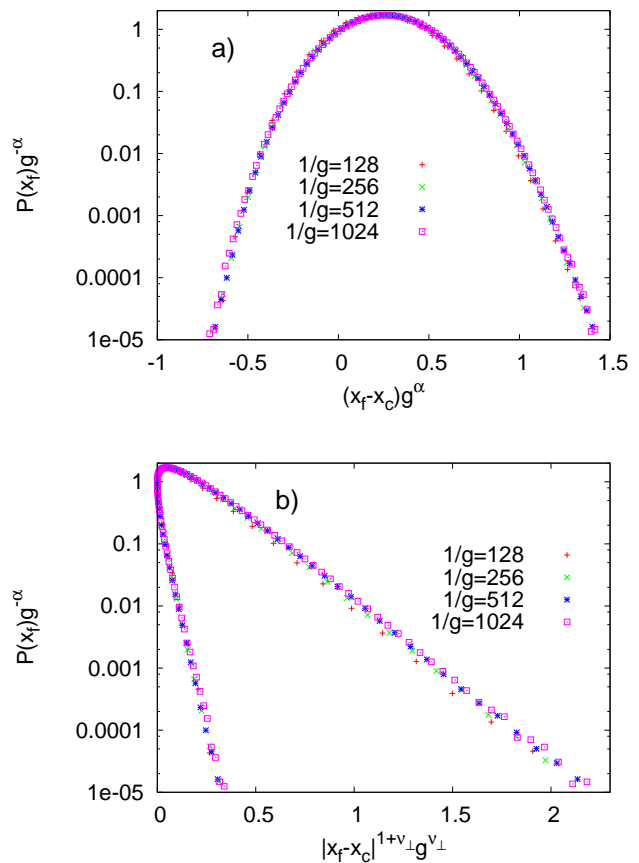 a)
P(x_f)g^{-α}
1
0.1
0.01
0.001
0.0001
1e-05
1/g=128
1/g=256
1/g=512
1/g=1024
-1
-0.5
0
0.5
1
1.5
(x_f-x_c)g^α
b)
P(x_f)g^{-α}
1
0.1
0.01
0.001
0.0001
1e-05
1/g=128
1/g=256
1/g=512
1/g=1024
0
0.5
1
1.5
2
|x_f-x_c|^{1+ν_⊥}g^{ν_⊥}